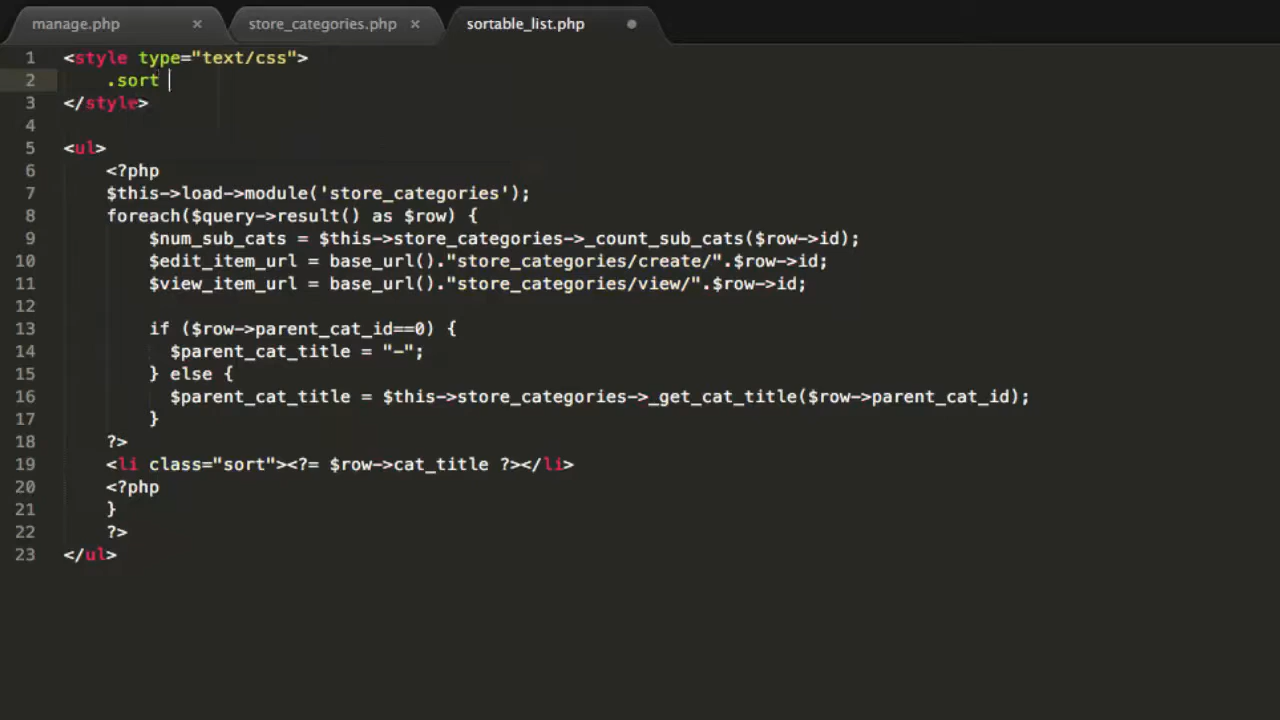 manage.php × store_categories.php × sortable_list.php
1 <style type="text/css">
2 .sort
3 </style>
4
5 <ul>
6 <?php
7 $this->load->module('store_categories');
8 foreach($query->result() as $row) {
9 $num_sub_cats = $this->store_categories->_count_sub_cats($row->id);
10 $edit_item_url = base_url()."store_categories/create/".$row->id;
11 $view_item_url = base_url()."store_categories/view/".$row->id;
12
13 if ($row->parent_cat_id==0) {
14 $parent_cat_title = "-";
15 } else {
16 $parent_cat_title = $this->store_categories->_get_cat_title($row->parent_cat_id);
17 }
18 ?>
19 <li class="sort"><?= $row->cat_title ?></li>
20 <?php
21 }
22 ?>
23 </ul>